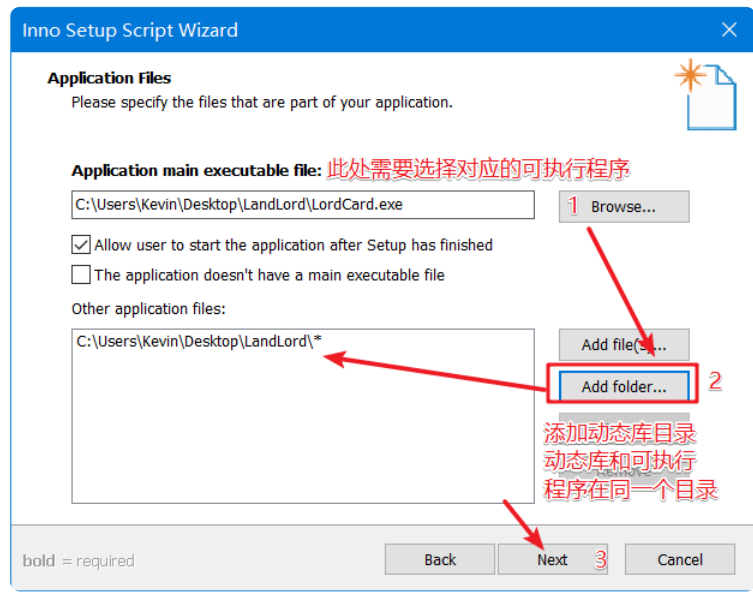 Inno Setup Script Wizard
Application Files
Please specify the files that are part of your application.
Application main executable file: 此处需要选择对应的可执行程序
C:\Users\Kevin\Desktop\LandLord\LordCard.exe
1 Browse...
Allow user to start the application after Setup has finished
The application doesn't have a main executable file
Other application files:
C:\Users\Kevin\Desktop\LandLord\*
Add file(s)...
Add folder... 2
添加动态库目录
动态库和可执行
程序在同一个目录
Remove
bold = required
Back
Next 3
Cancel